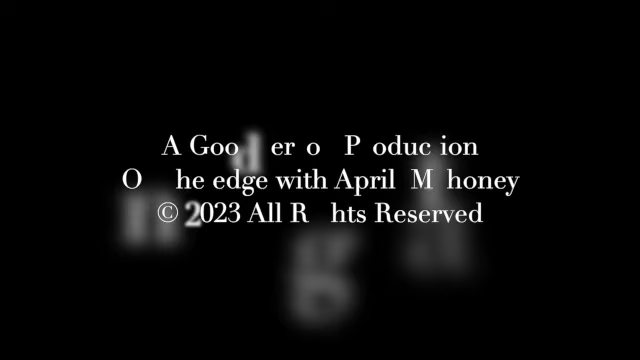 A Goo d er o P oduc ion
O he edge with April M honey
© 2023 All R hts Reserved
n g a